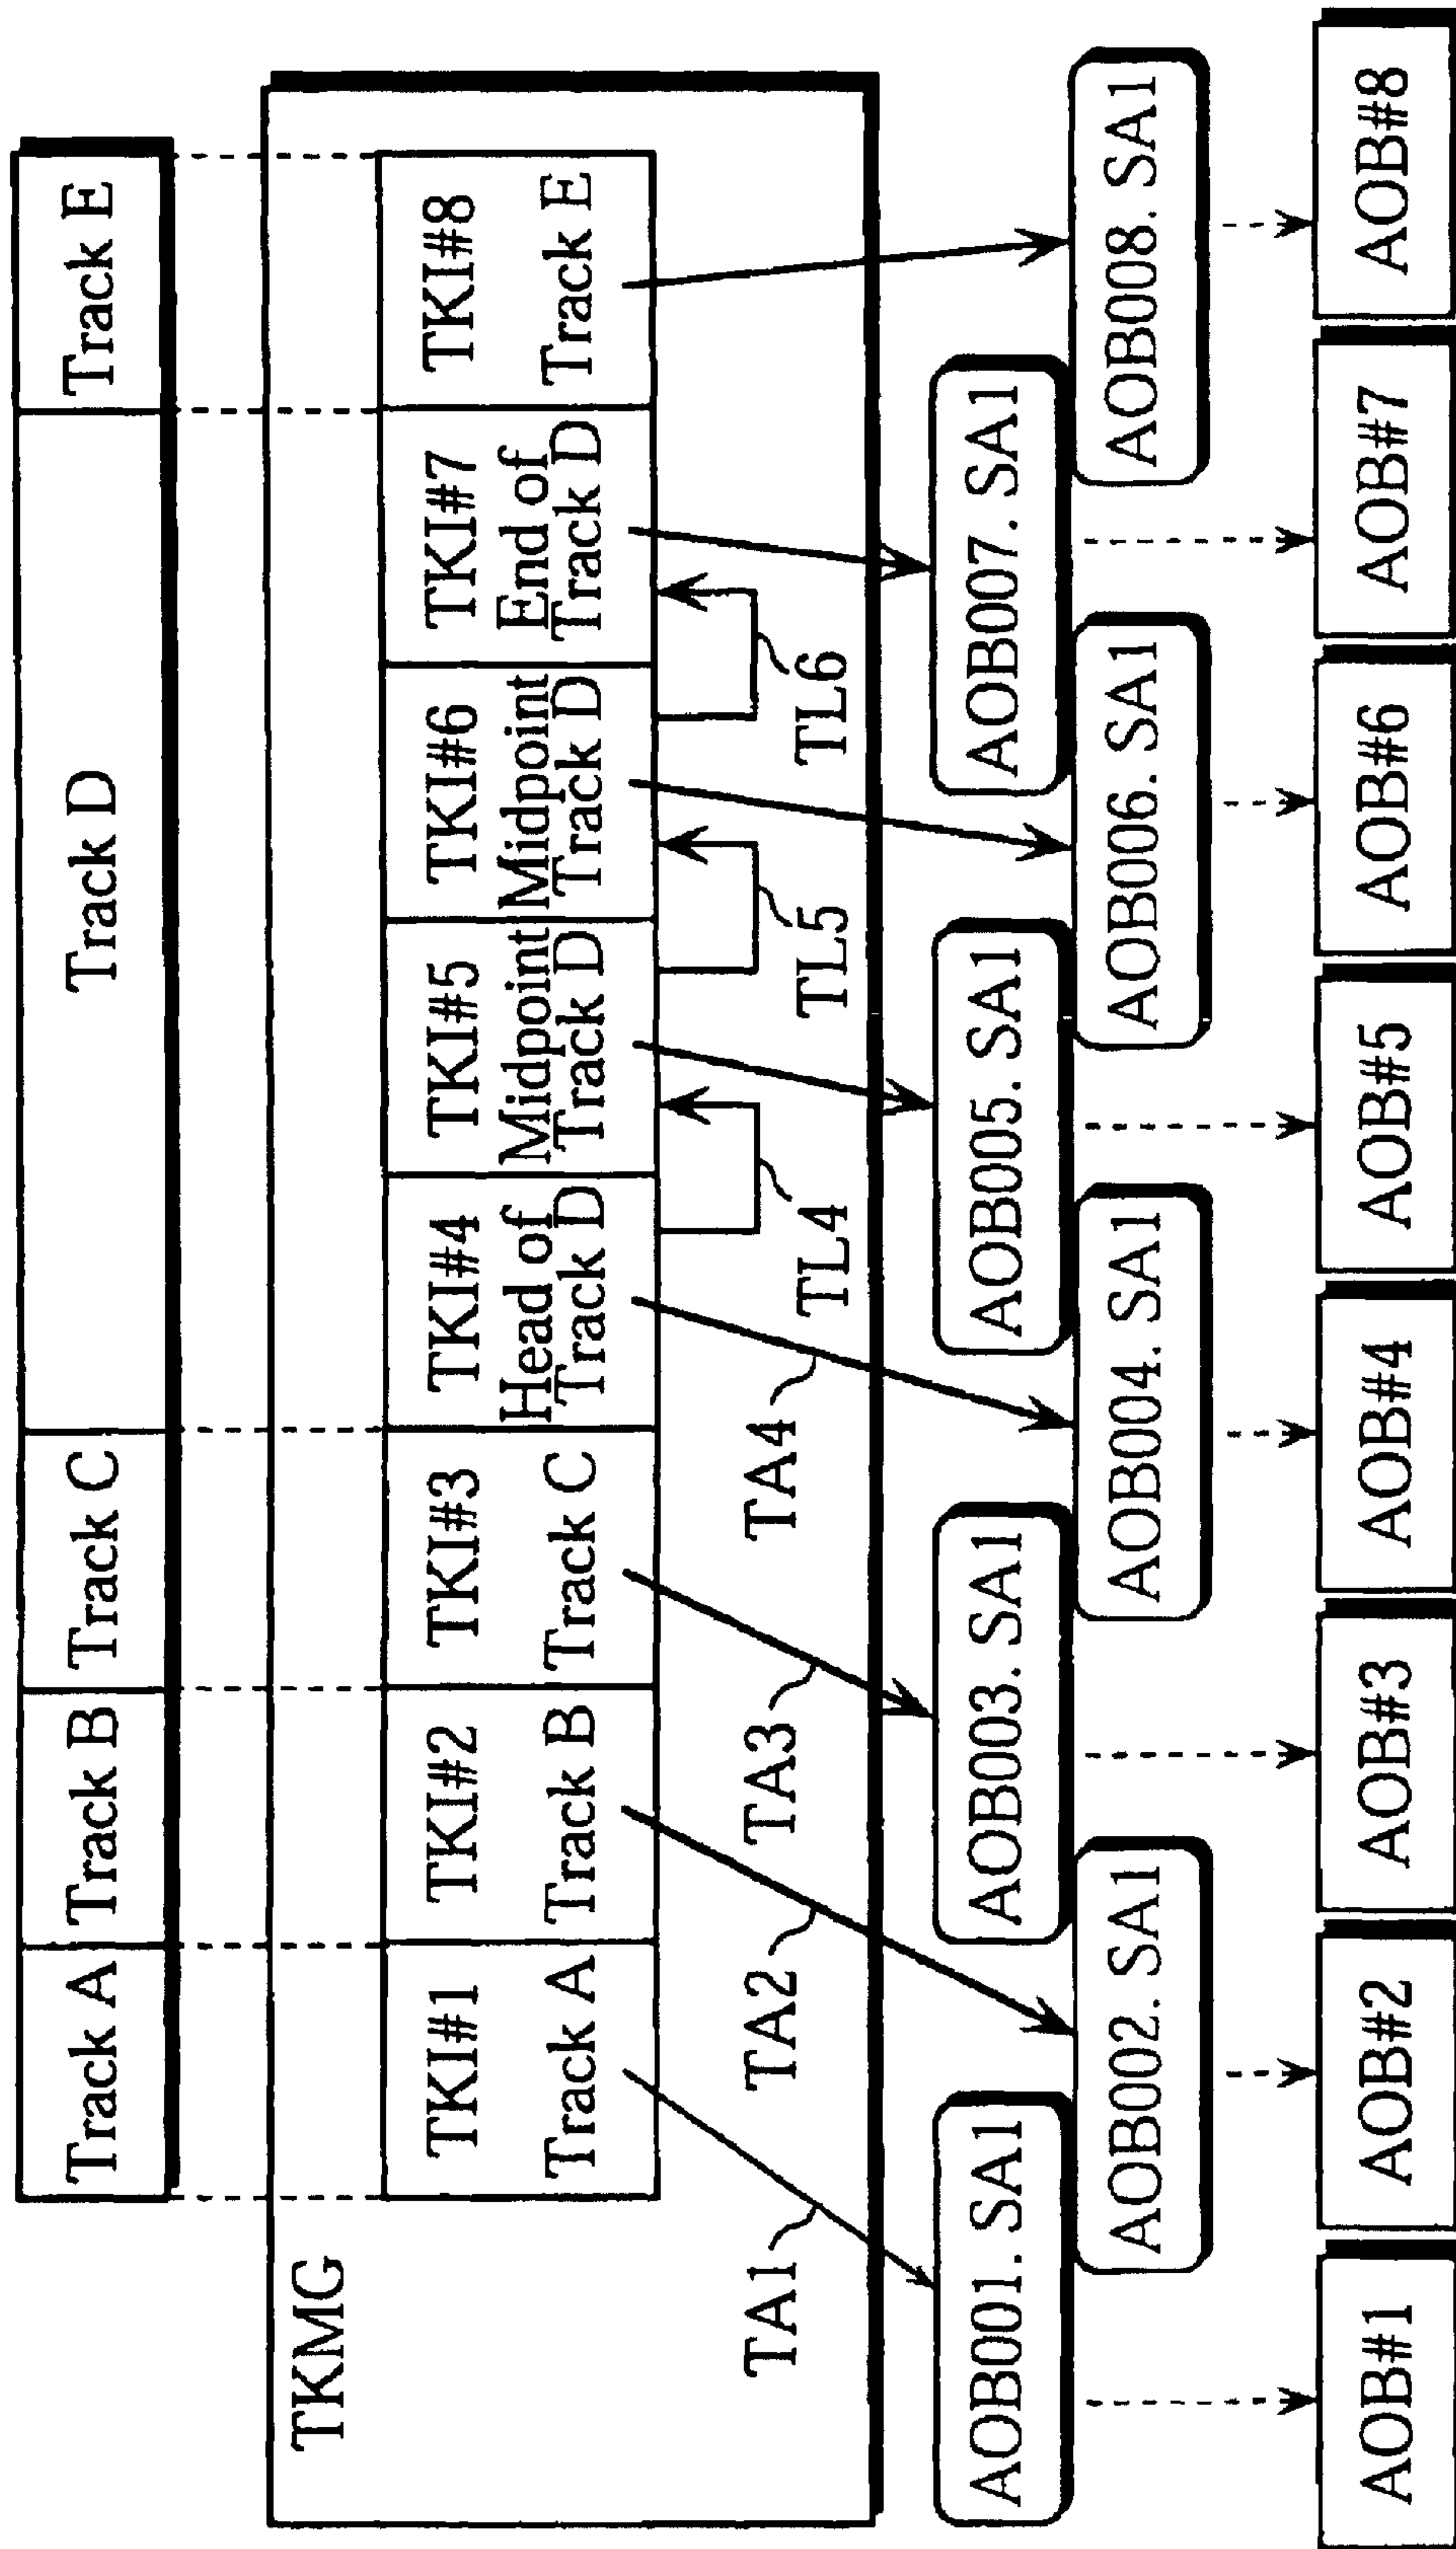 Track A
Track B
Track C
Track D
Track E
TKMG
TKI#1
Track A
TKI#2
Track B
TKI#3
Track C
TKI#4
Head of
Track D
TKI#5
Midpoint
Track D
TKI#6
Midpoint
Track D
TKI#7
End of
Track D
TKI#8
Track E
TA1
TA2
TA3
TA4
TL4
TL5
TL6
AOB001. SA1
AOB003. SA1
AOB005. SA1
AOB007. SA1
AOB002. SA1
AOB004. SA1
AOB006. SA1
AOB008. SA1
AOB#1
AOB#2
AOB#3
AOB#4
AOB#5
AOB#6
AOB#7
AOB#8